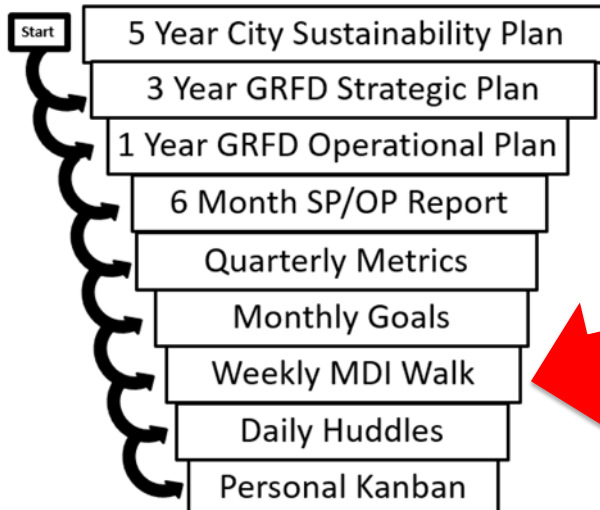 Start
5 Year City Sustainability Plan
3 Year GRFD Strategic Plan
1 Year GRFD Operational Plan
6 Month SP/OP Report
Quarterly Metrics
Monthly Goals
Weekly MDI Walk
Daily Huddles
Personal Kanban